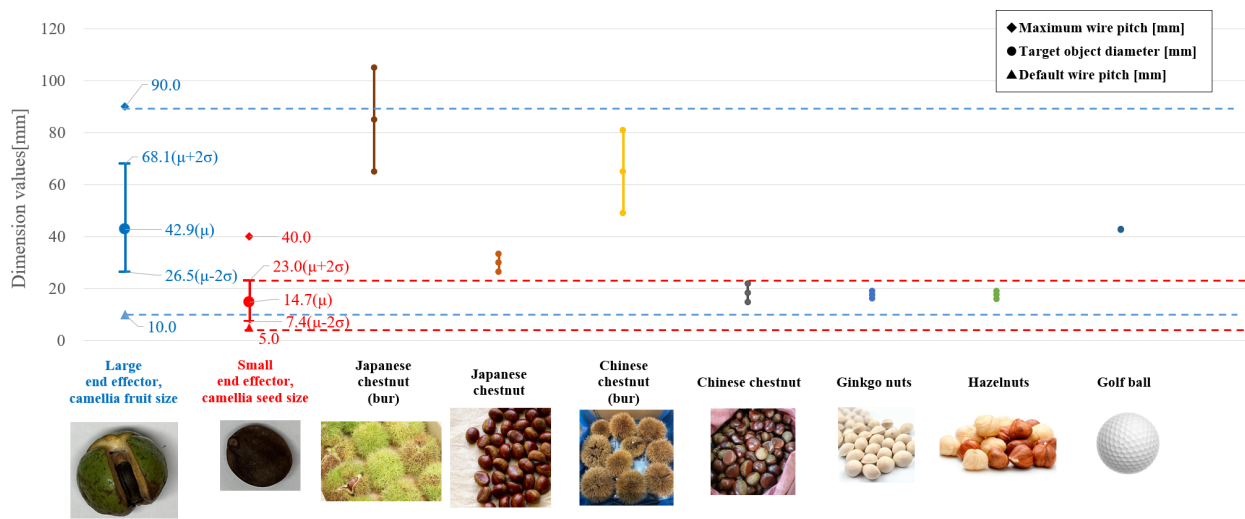 Dimension values[mm]
120
100
80
60
40
20
0
◆ Maximum wire pitch [mm]
● Target object diameter [mm]
▲ Default wire pitch [mm]
90.0
68.1(μ+2σ)
42.9(μ)
26.5(μ-2σ)
10.0
40.0
23.0(μ+2σ)
14.7(μ)
7.4(μ-2σ)
5.0
Large
end effector,
camellia fruit size
Small
end effector,
camellia seed size
Japanese
chestnut
(bur)
Japanese
chestnut
Chinese
chestnut
(bur)
Chinese chestnut
Ginkgo nuts
Hazelnuts
Golf ball